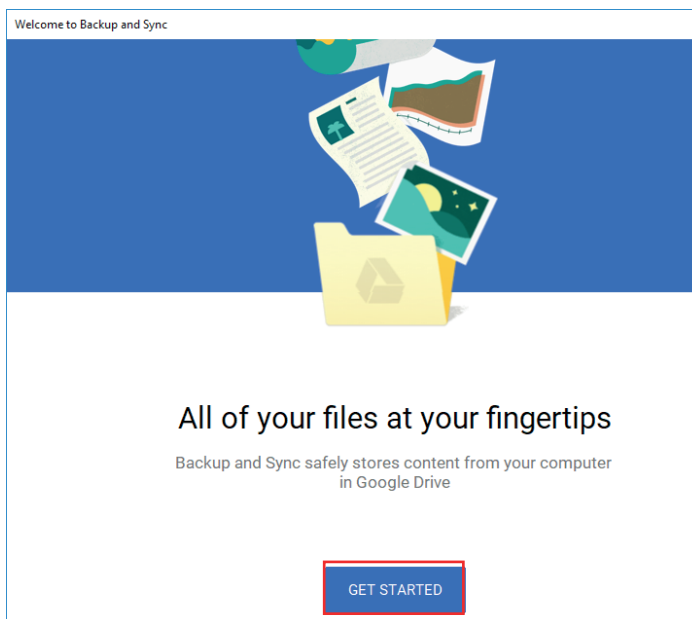 Welcome to Backup and Sync
All of your files at your fingertips
Backup and Sync safely stores content from your computer
in Google Drive
GET STARTED